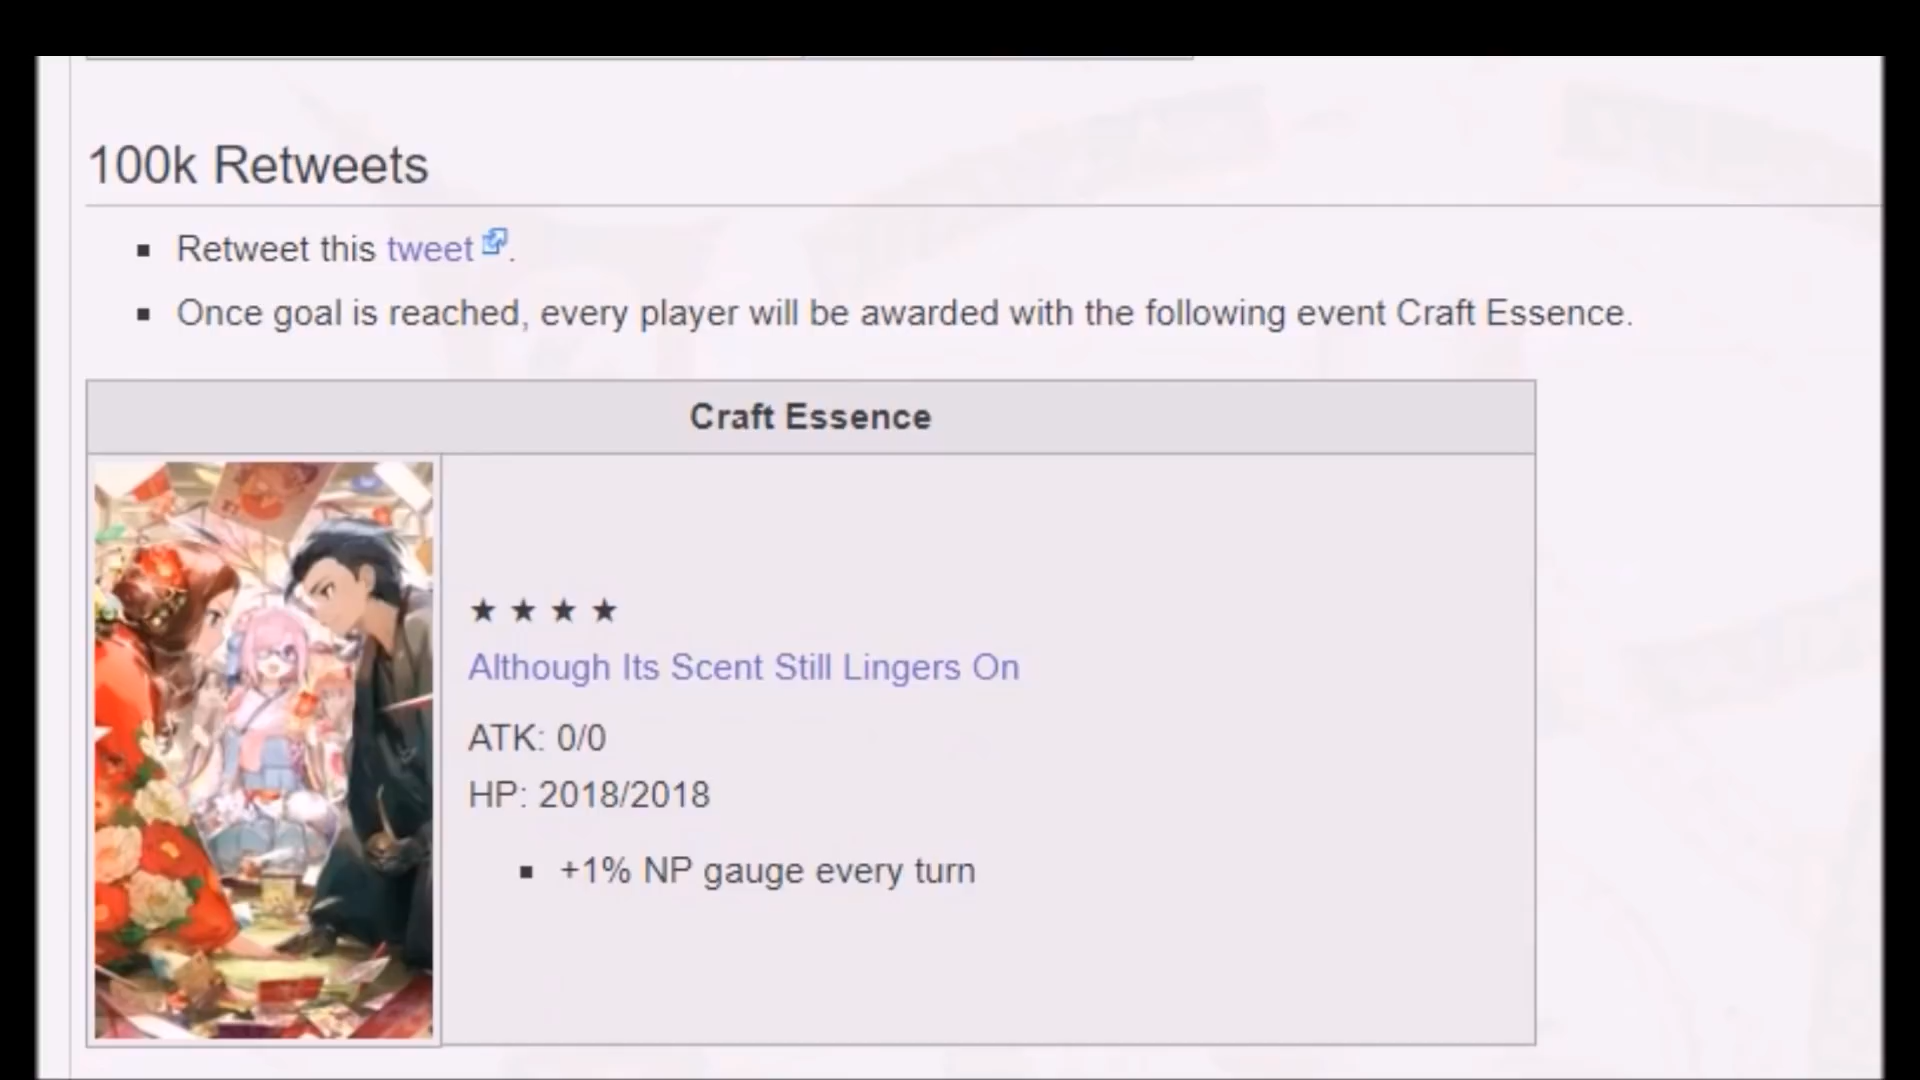 100k Retweets
Retweet this tweet.
Once goal is reached, every player will be awarded with the following event Craft Essence.
Craft Essence
★ ★ ★ ★
Although Its Scent Still Lingers On
ATK: 0/0
HP: 2018/2018
+1% NP gauge every turn